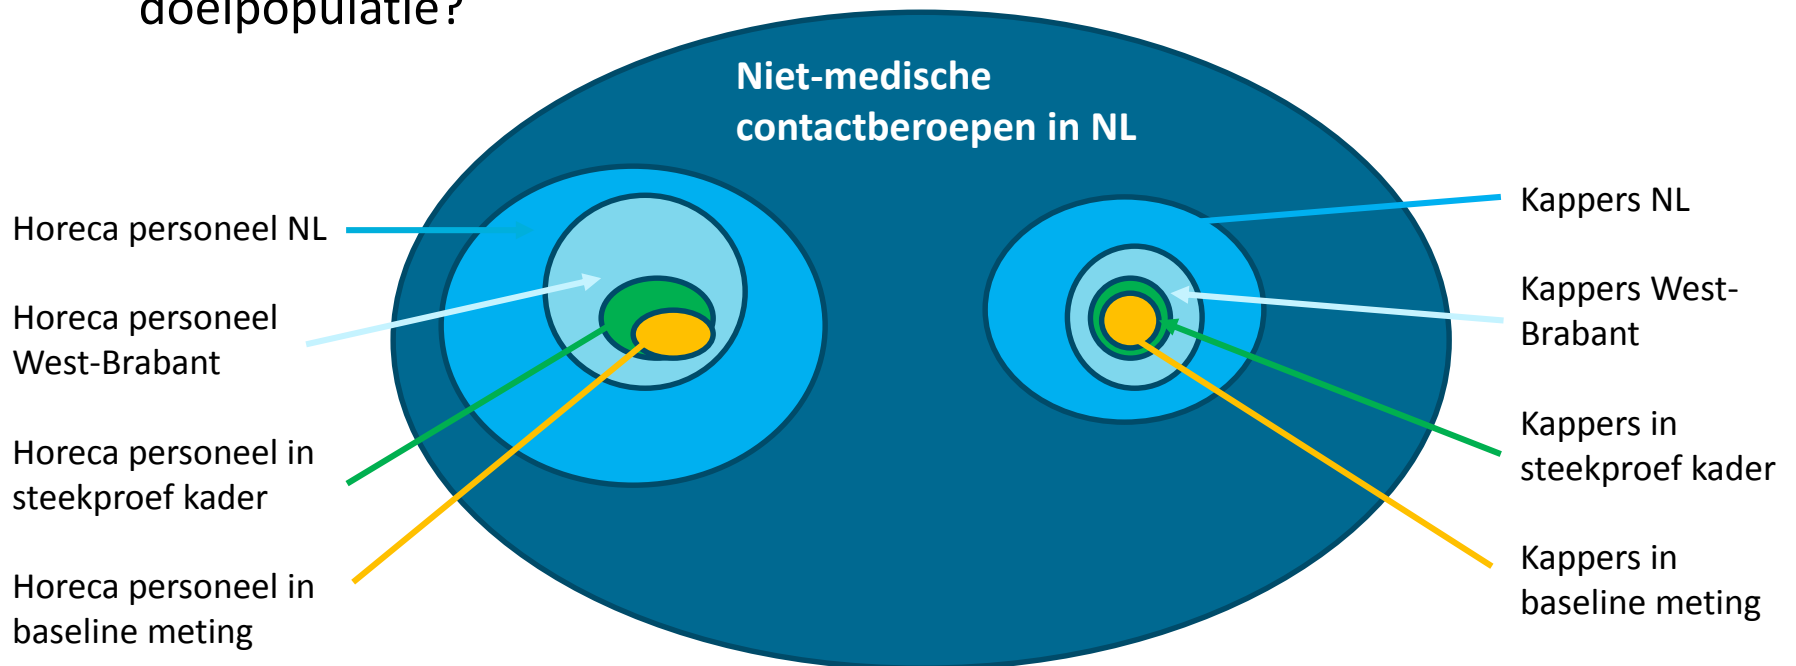 doelpopulatie?
Niet-medische
contactberoepen in NL
Horeca personeel NL
Horeca personeel
West-Brabant
Horeca personeel in
steekproef kader
Horeca personeel in
baseline meting
Kappers NL
Kappers West-
Brabant
Kappers in
steekproef kader
Kappers in
baseline meting